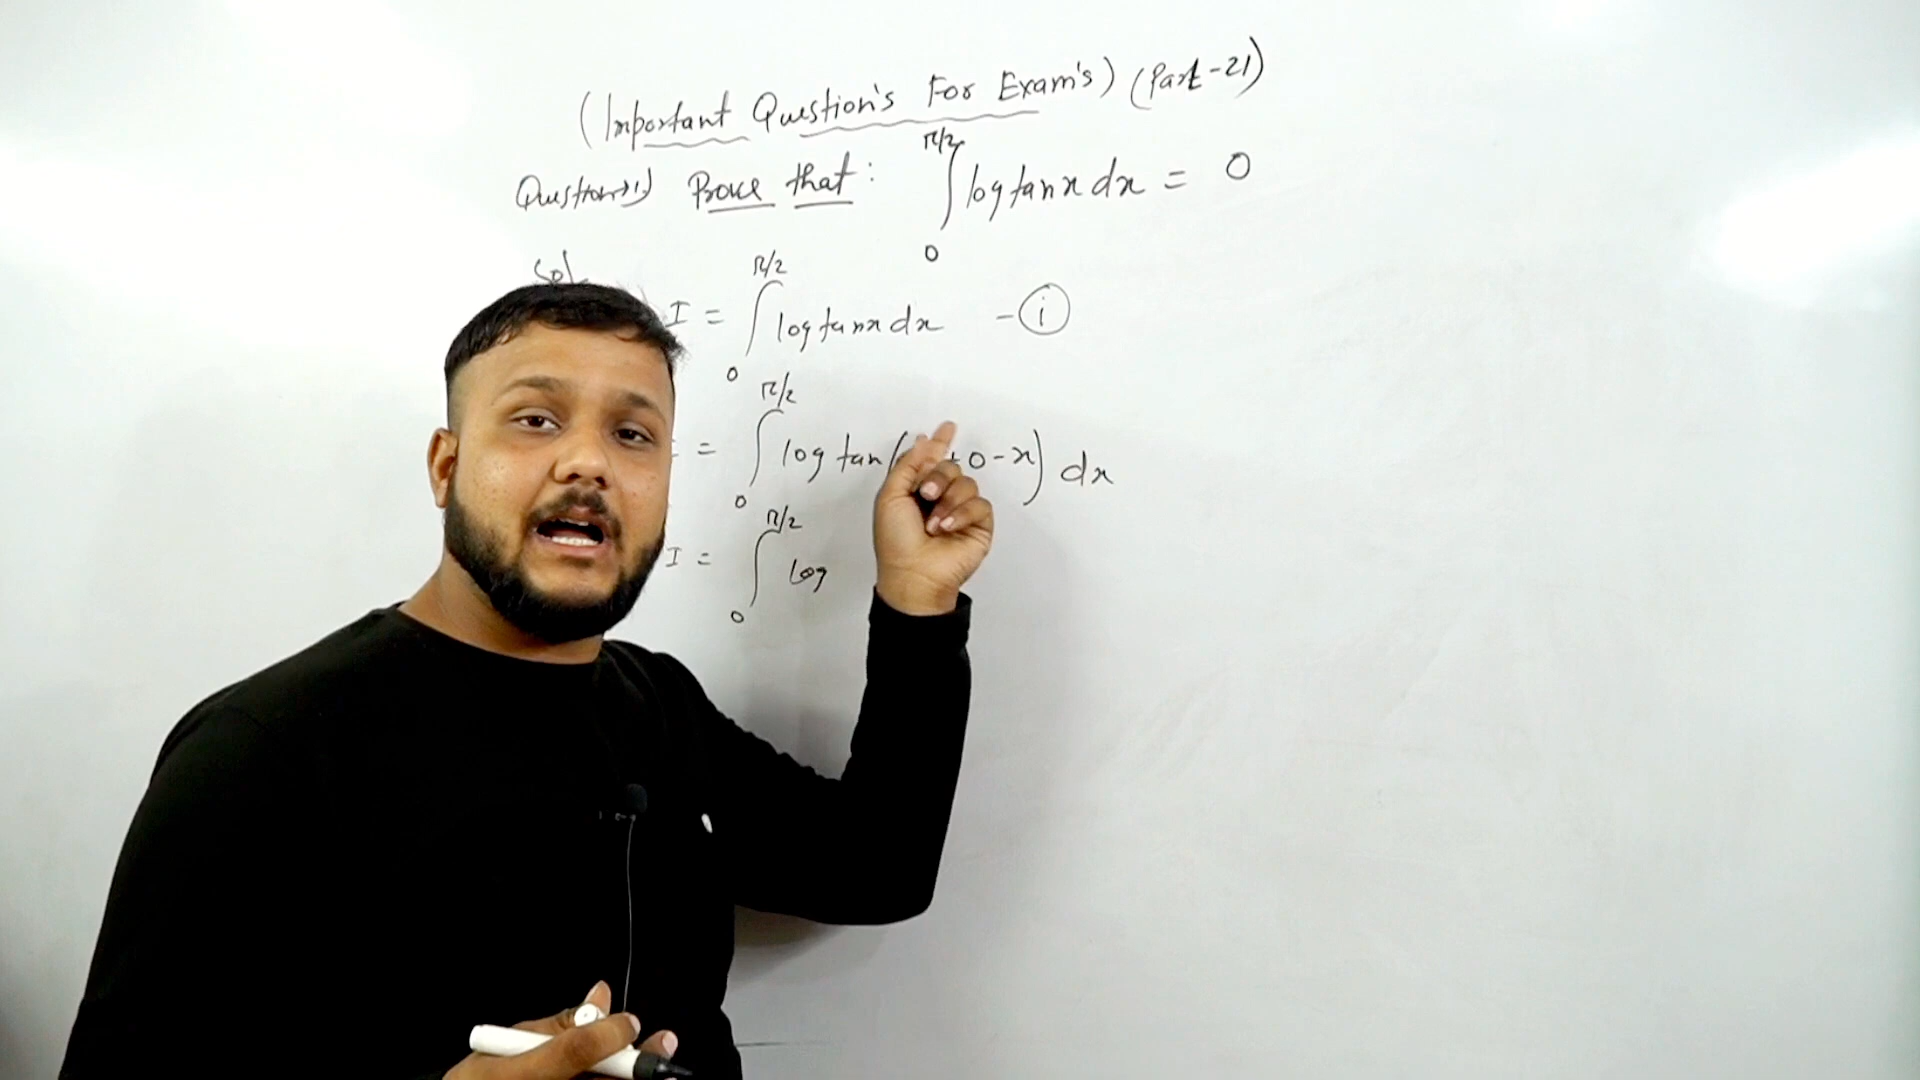 (Important Question's For Exam's) (Part-21)
Question→1) Prove that: ∫₀^π/2 log tan x dx = 0
Sol
I = ∫₀^π/2 log tan x dx - (i)
= ∫₀^π/2 log tan( +0-x) dx
I = ∫₀^π/2 log